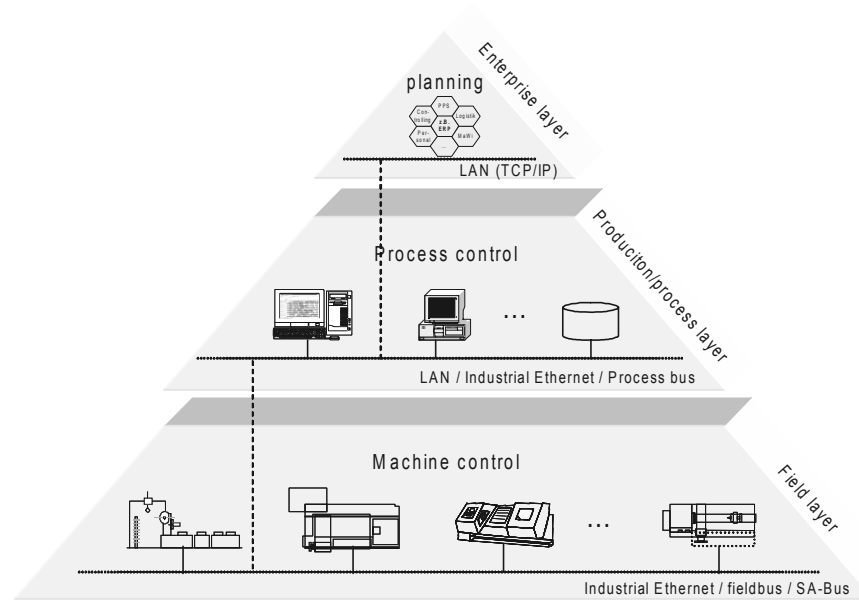 Enterprise layer
planning
PPS
Con-
trolling
Logistik
z.B.
ERP
Per-
sonal
MaWi
...
LAN (TCP/IP)
Produciton/process layer
Process control
...
LAN / Industrial Ethernet / Process bus
Machine control
Field layer
...
Industrial Ethernet / fieldbus / SA-Bus